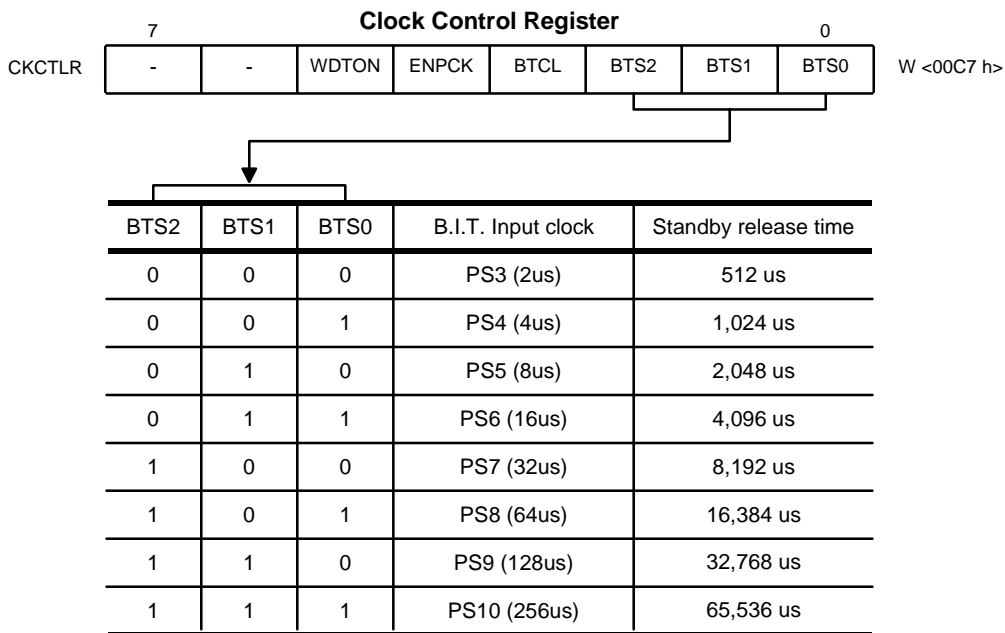 Clock Control Register
7 0
CKCTLR - - WDTON ENPCK BTCL BTS2 BTS1 BTS0 W <00C7 h>
BTS2 BTS1 BTS0 B.I.T. Input clock Standby release time
0 0 0 PS3 (2us) 512 us
0 0 1 PS4 (4us) 1,024 us
0 1 0 PS5 (8us) 2,048 us
0 1 1 PS6 (16us) 4,096 us
1 0 0 PS7 (32us) 8,192 us
1 0 1 PS8 (64us) 16,384 us
1 1 0 PS9 (128us) 32,768 us
1 1 1 PS10 (256us) 65,536 us